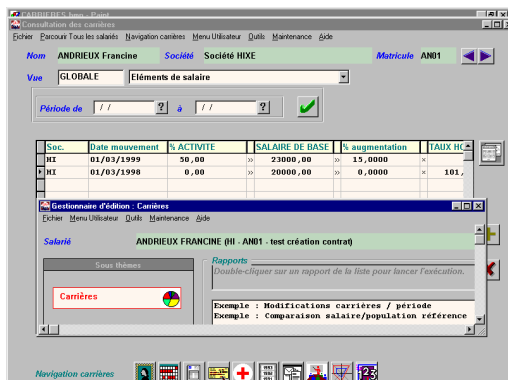 CARRIERES.bmp - Paint
Consultation des carrières
Fichier Parcourir Tous les salariés Navigation carrières Menu Utilisateur Outils Maintenance Aide
Nom ANDRIEUX Francine Société Société HIXE Matricule AN01
Vue GLOBALE Eléments de salaire
Période de / / ? à / / ?
Soc. Date mouvement % ACTIVITE SALAIRE DE BASE % augmentation TAUX HO
HI 01/03/1999 50,00 » 23000,00 » 15,0000 ×
HI 01/03/1998 0,00 » 20000,00 » 0,0000 × 101,
Gestionnaire d'édition : Carrières
Fichier Menu Utilisateur Outils Maintenance Aide
Salarié ANDRIEUX FRANCINE (HI - AN01 - test création contrat)
Sous thèmes
Rapports
Double-cliquer sur un rapport de la liste pour lancer l'exécution.
Carrières
Exemple : Modifications carrières / période
Exemple : Comparaison salaire/population référence
Navigation carrières